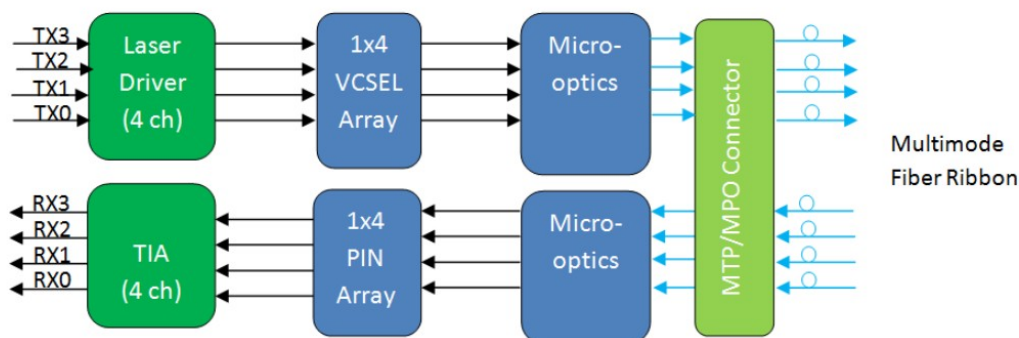 TX3
TX2
TX1
TX0
Laser
Driver
(4 ch)
1x4
VCSEL
Array
Micro-
optics
MTP/MPO Connector
Multimode
Fiber Ribbon
RX3
RX2
RX1
RX0
TIA
(4 ch)
1x4
PIN
Array
Micro-
optics